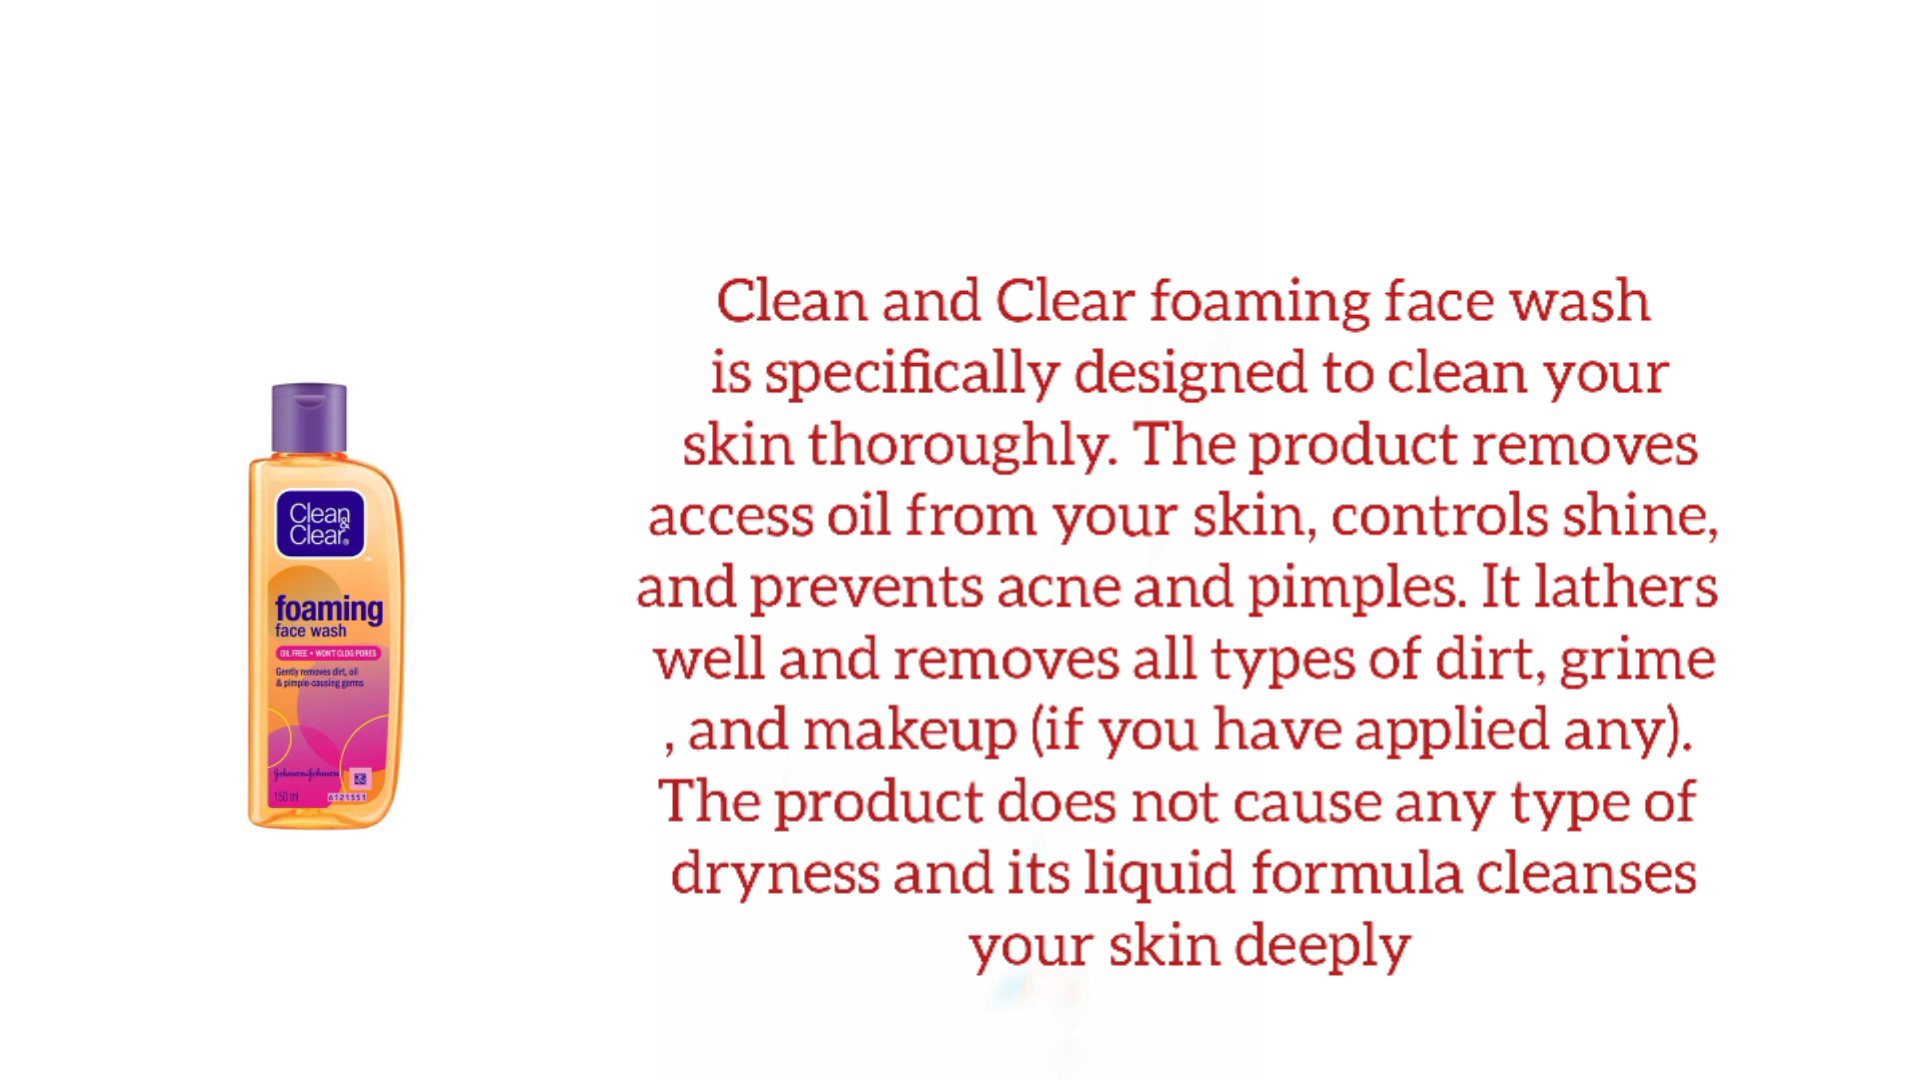 Clean
&
Clear®
foaming
face wash
OIL FREE • WON'T CLOG PORES
Gently removes dirt, oil
& pimple-causing germs
Johnson&Johnson
150 ml
6121551
Clean and Clear foaming face wash
is specifically designed to clean your
skin thoroughly. The product removes
access oil from your skin, controls shine,
and prevents acne and pimples. It lathers
well and removes all types of dirt, grime
, and makeup (if you have applied any).
The product does not cause any type of
dryness and its liquid formula cleanses
your skin deeply